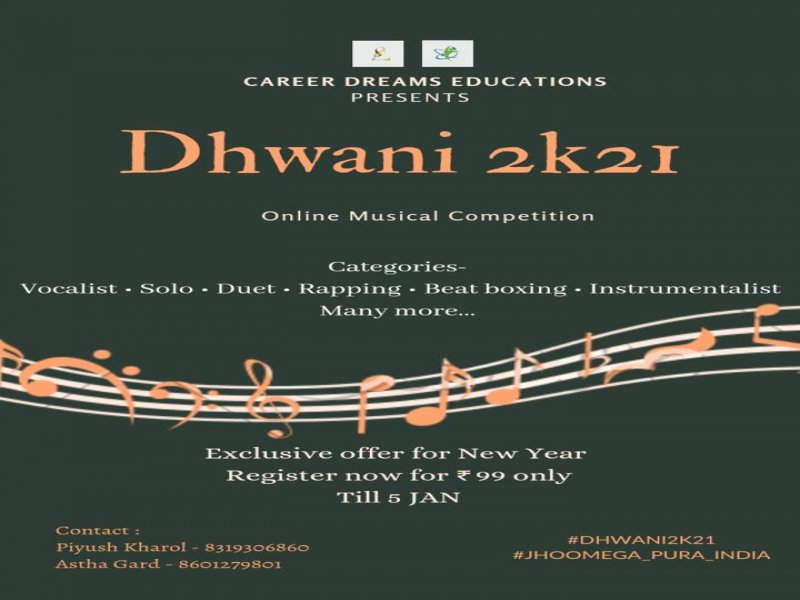 CAREER DREAMS EDUCATIONS
PRESENTS
Dhwani 2k21
Online Musical Competition
Categories-
Vocalist • Solo • Duet • Rapping • Beat boxing • Instrumentalist
Many more...
Exclusive offer for New Year
Register now for ₹ 99 only
Till 5 JAN
Contact :
Piyush Kharol - 8319306860
Astha Gard - 8601279801
#DHWANI2K21
#JHOOMEGA_PURA_INDIA